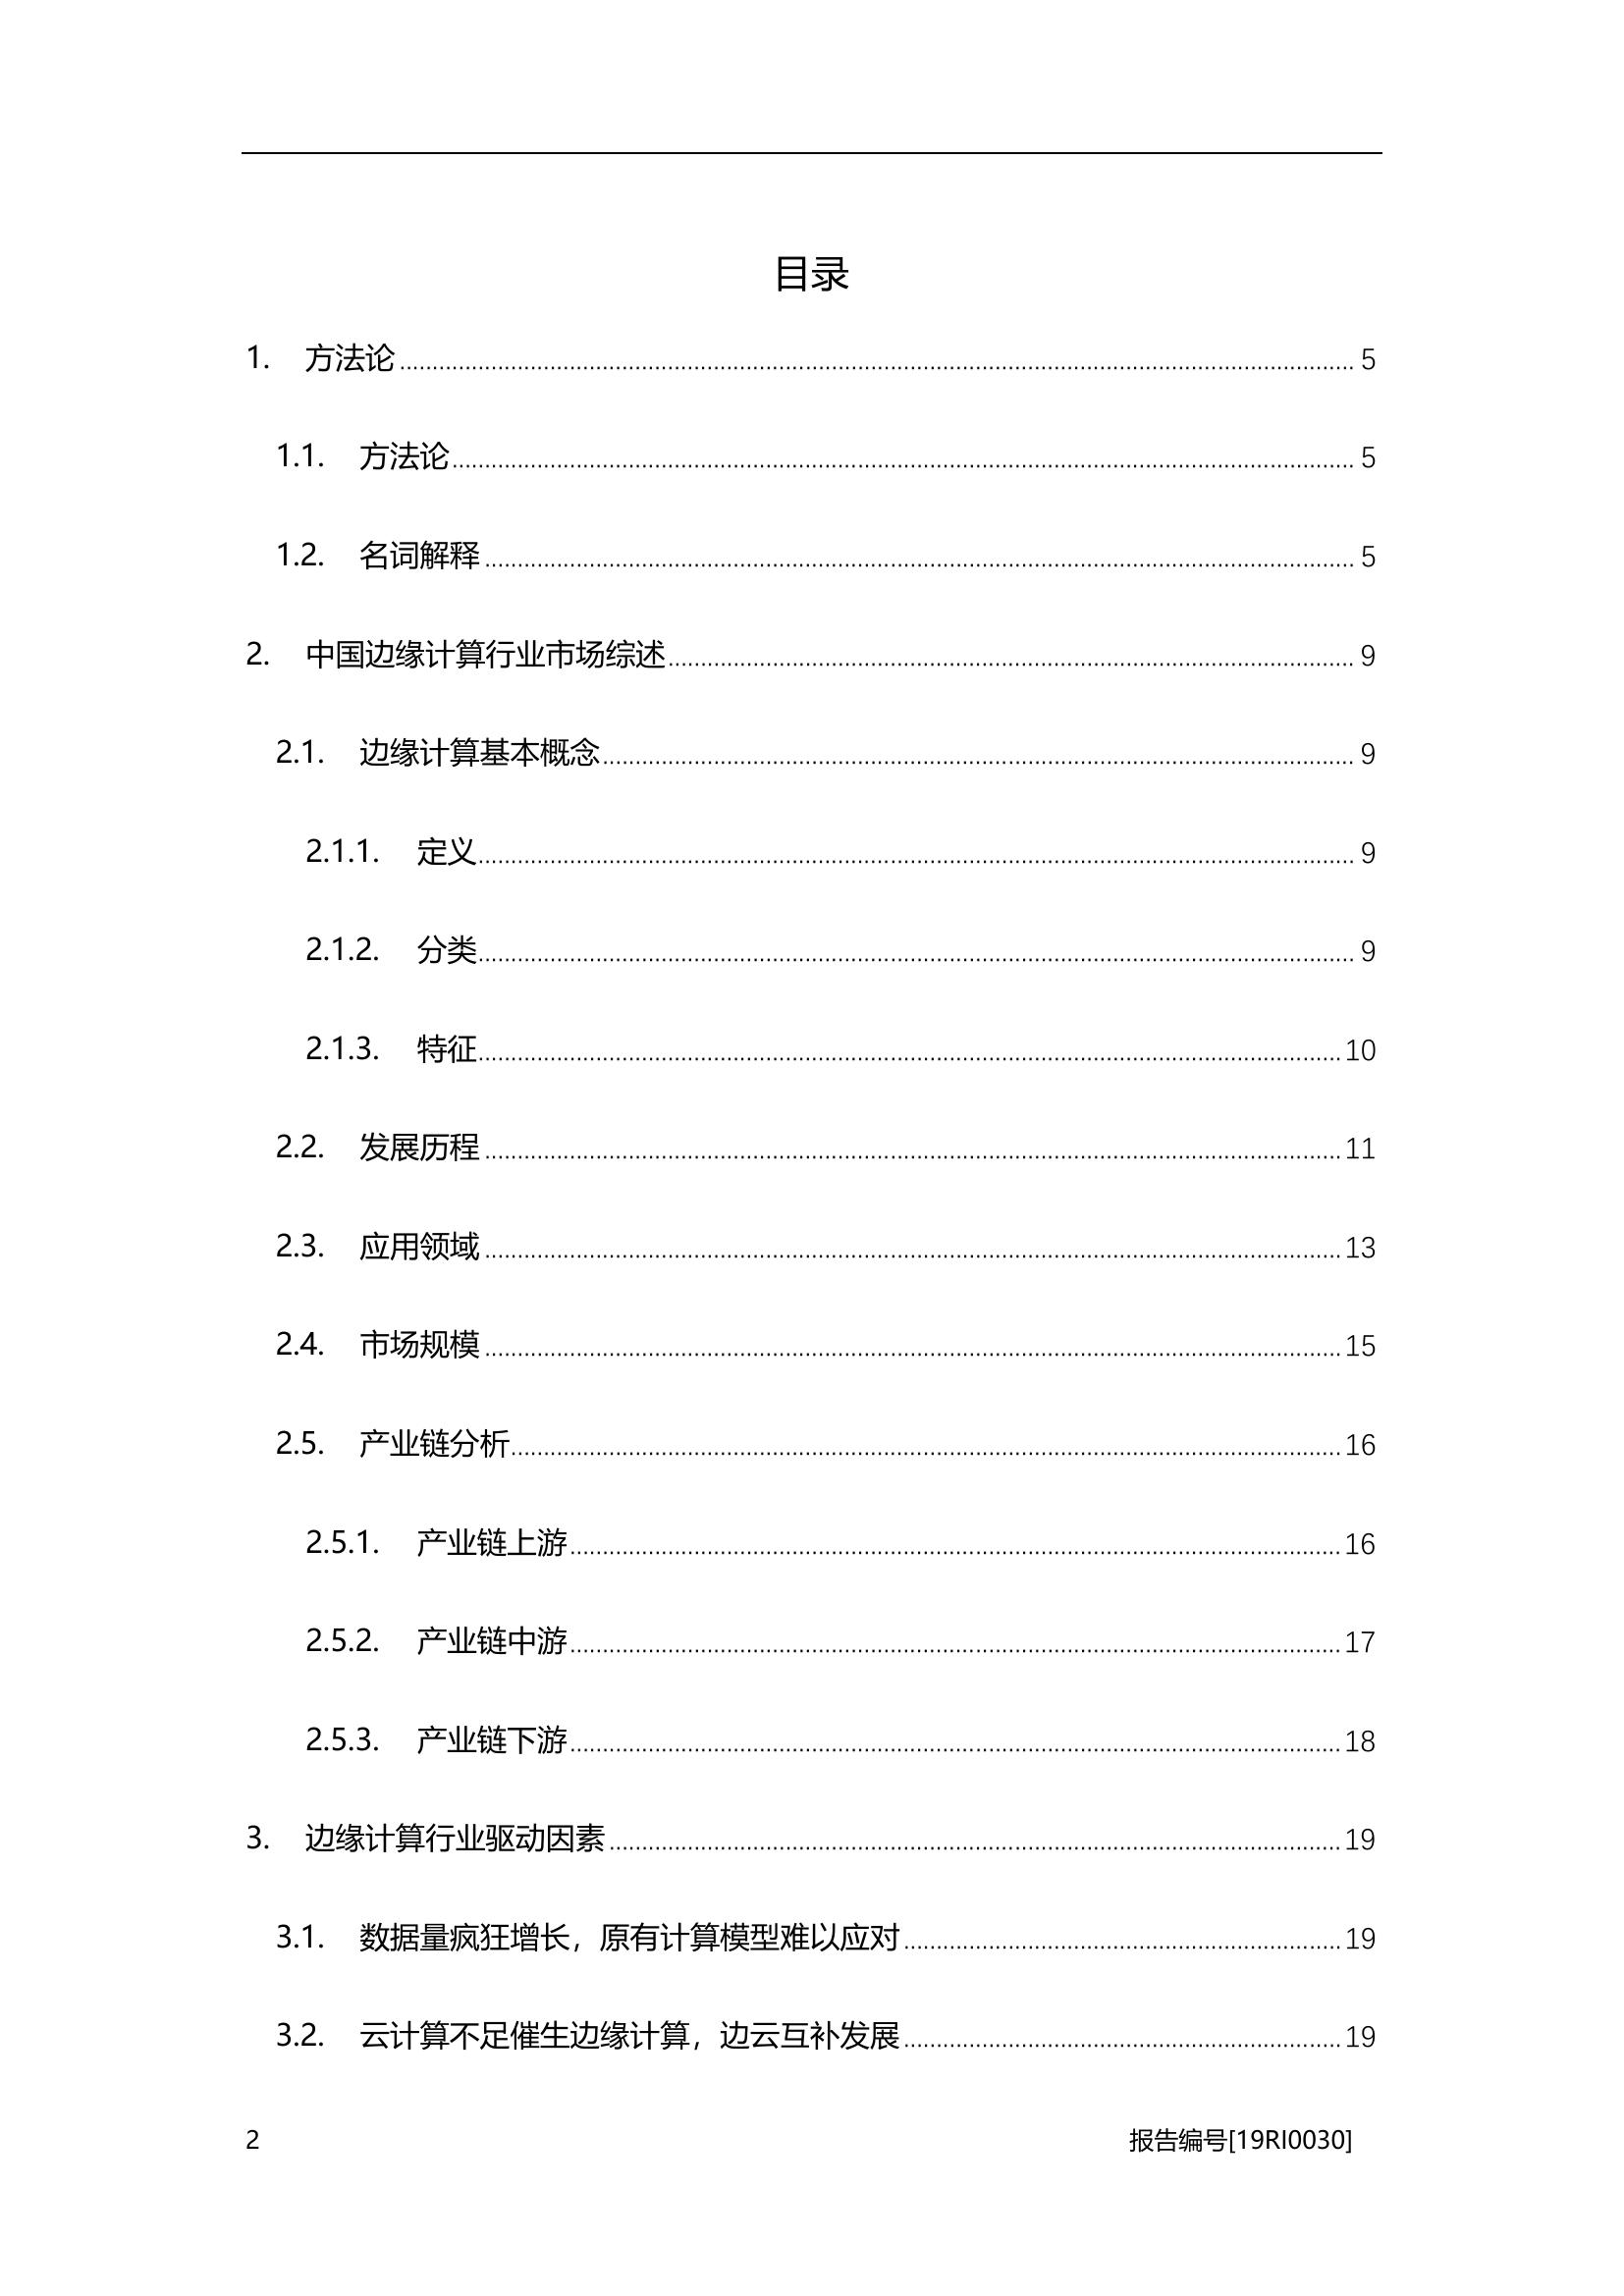 目录
1. 方法论 5
1.1. 方法论 5
1.2. 名词解释 5
2. 中国边缘计算行业市场综述 9
2.1. 边缘计算基本概念 9
2.1.1. 定义 9
2.1.2. 分类 9
2.1.3. 特征 10
2.2. 发展历程 11
2.3. 应用领域 13
2.4. 市场规模 15
2.5. 产业链分析 16
2.5.1. 产业链上游 16
2.5.2. 产业链中游 17
2.5.3. 产业链下游 18
3. 边缘计算行业驱动因素 19
3.1. 数据量疯狂增长，原有计算模型难以应对 19
3.2. 云计算不足催生边缘计算，边云互补发展 19
2 报告编号[19RI0030]